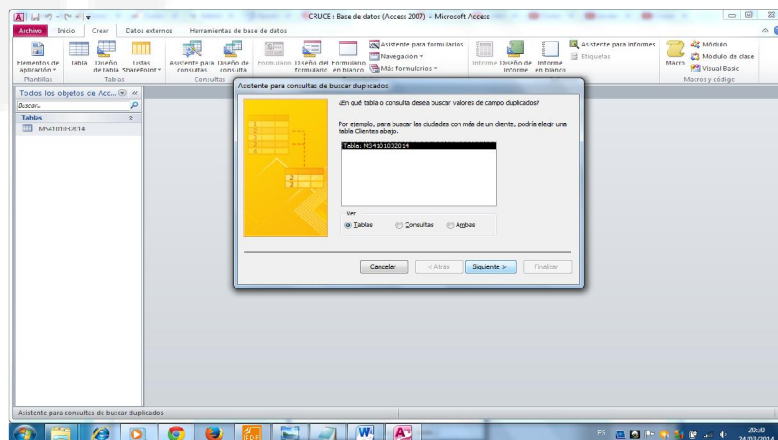 CRUCE : Base de datos (Access 2007) - Microsoft Access
Archivo Inicio Crear Datos externos Herramientas de base de datos
Elementos de aplicación
Tabla
Diseño de tabla
Listas SharePoint
Asistente para consultas
Diseño de consulta
Formulario
Diseño del formulario
Formulario en blanco
Asistente para formularios
Navegación
Más formularios
Informe
Diseño de informe
Informe en blanco
Asistente para informes
Etiquetas
Macro
Módulo
Módulo de clase
Visual Basic
Plantillas Tablas Consultas Macros y código
Todos los objetos de Acc...
Buscar...
Tablas
MS4101032014
Asistente para consultas de buscar duplicados
¿En qué tabla o consulta desea buscar valores de campo duplicados?
Por ejemplo, para buscar las ciudades con más de un cliente, podría elegir una
tabla Clientes abajo.
Tabla: MS4101032014
Ver
Tablas Consultas Ambas
Cancelar < Atrás Siguiente > Finalizar
Asistente para consultas de buscar duplicados
ES
24/03/2014